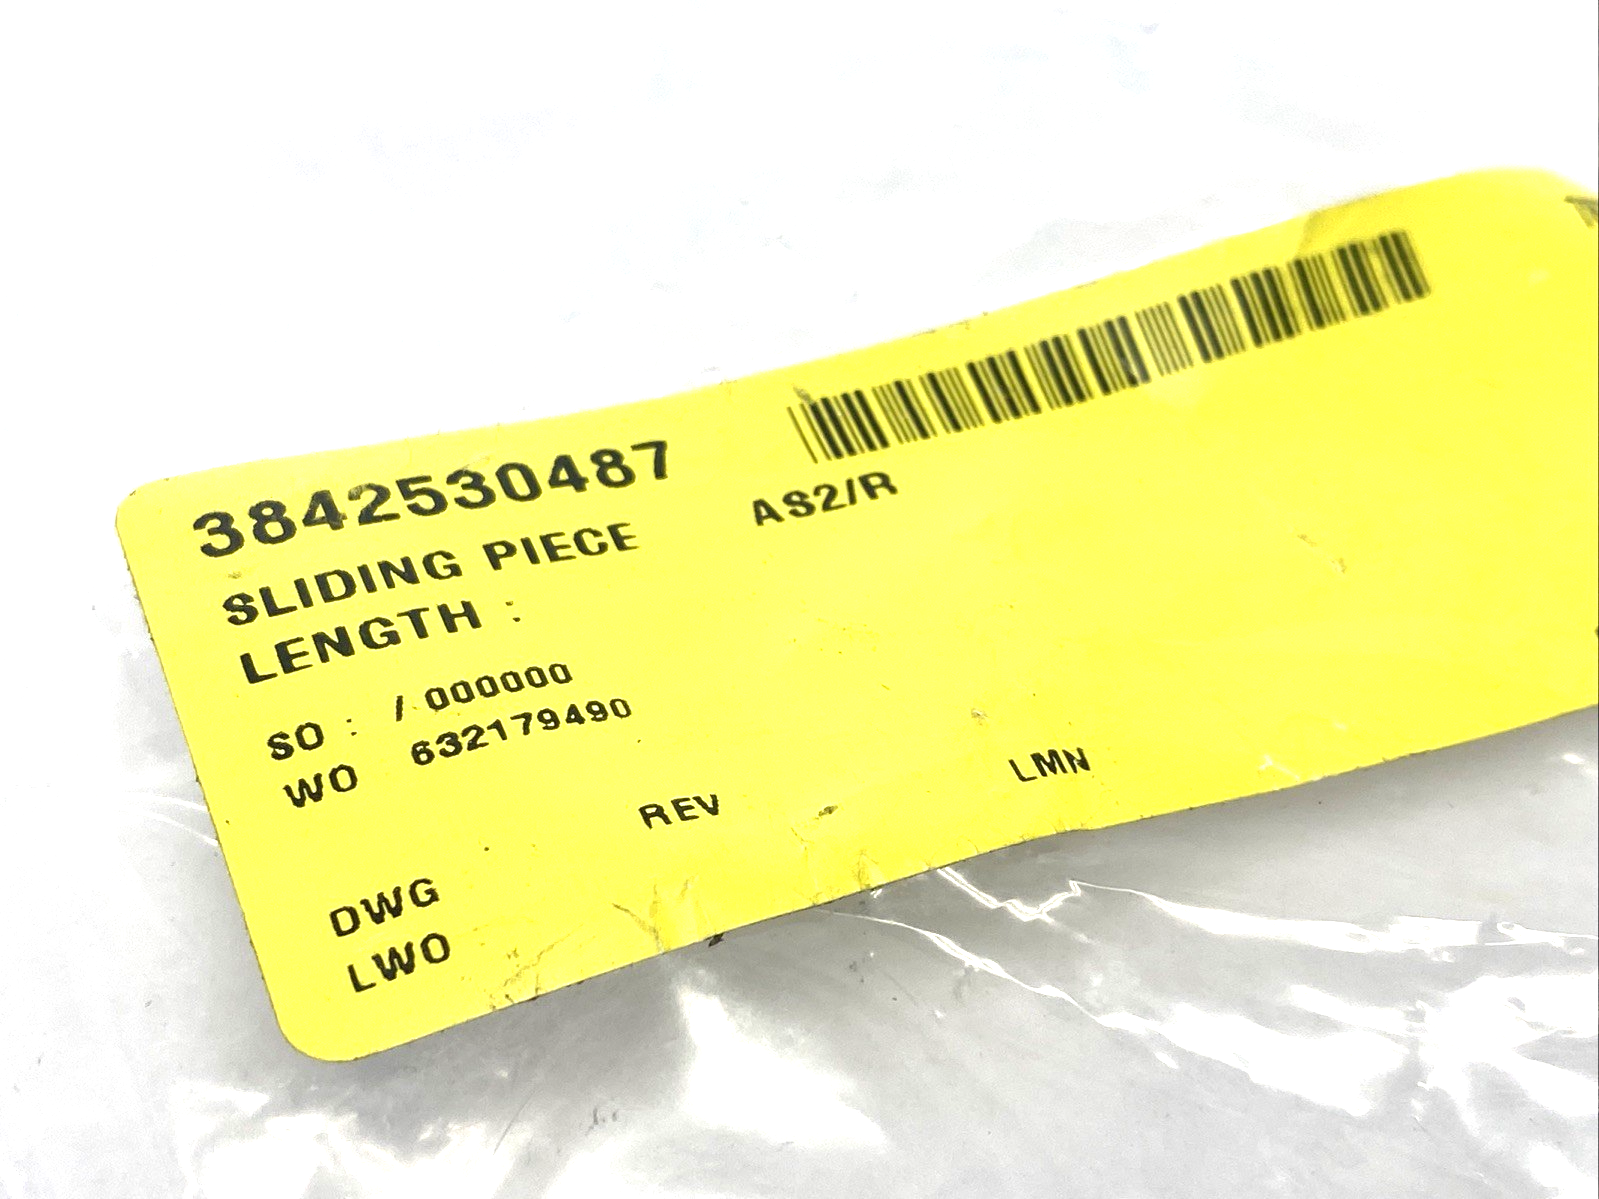 3842530487
SLIDING PIECE AS2/R
LENGTH :
SO : / 000000
WO 632179490
REV LMN
DWG
LWO